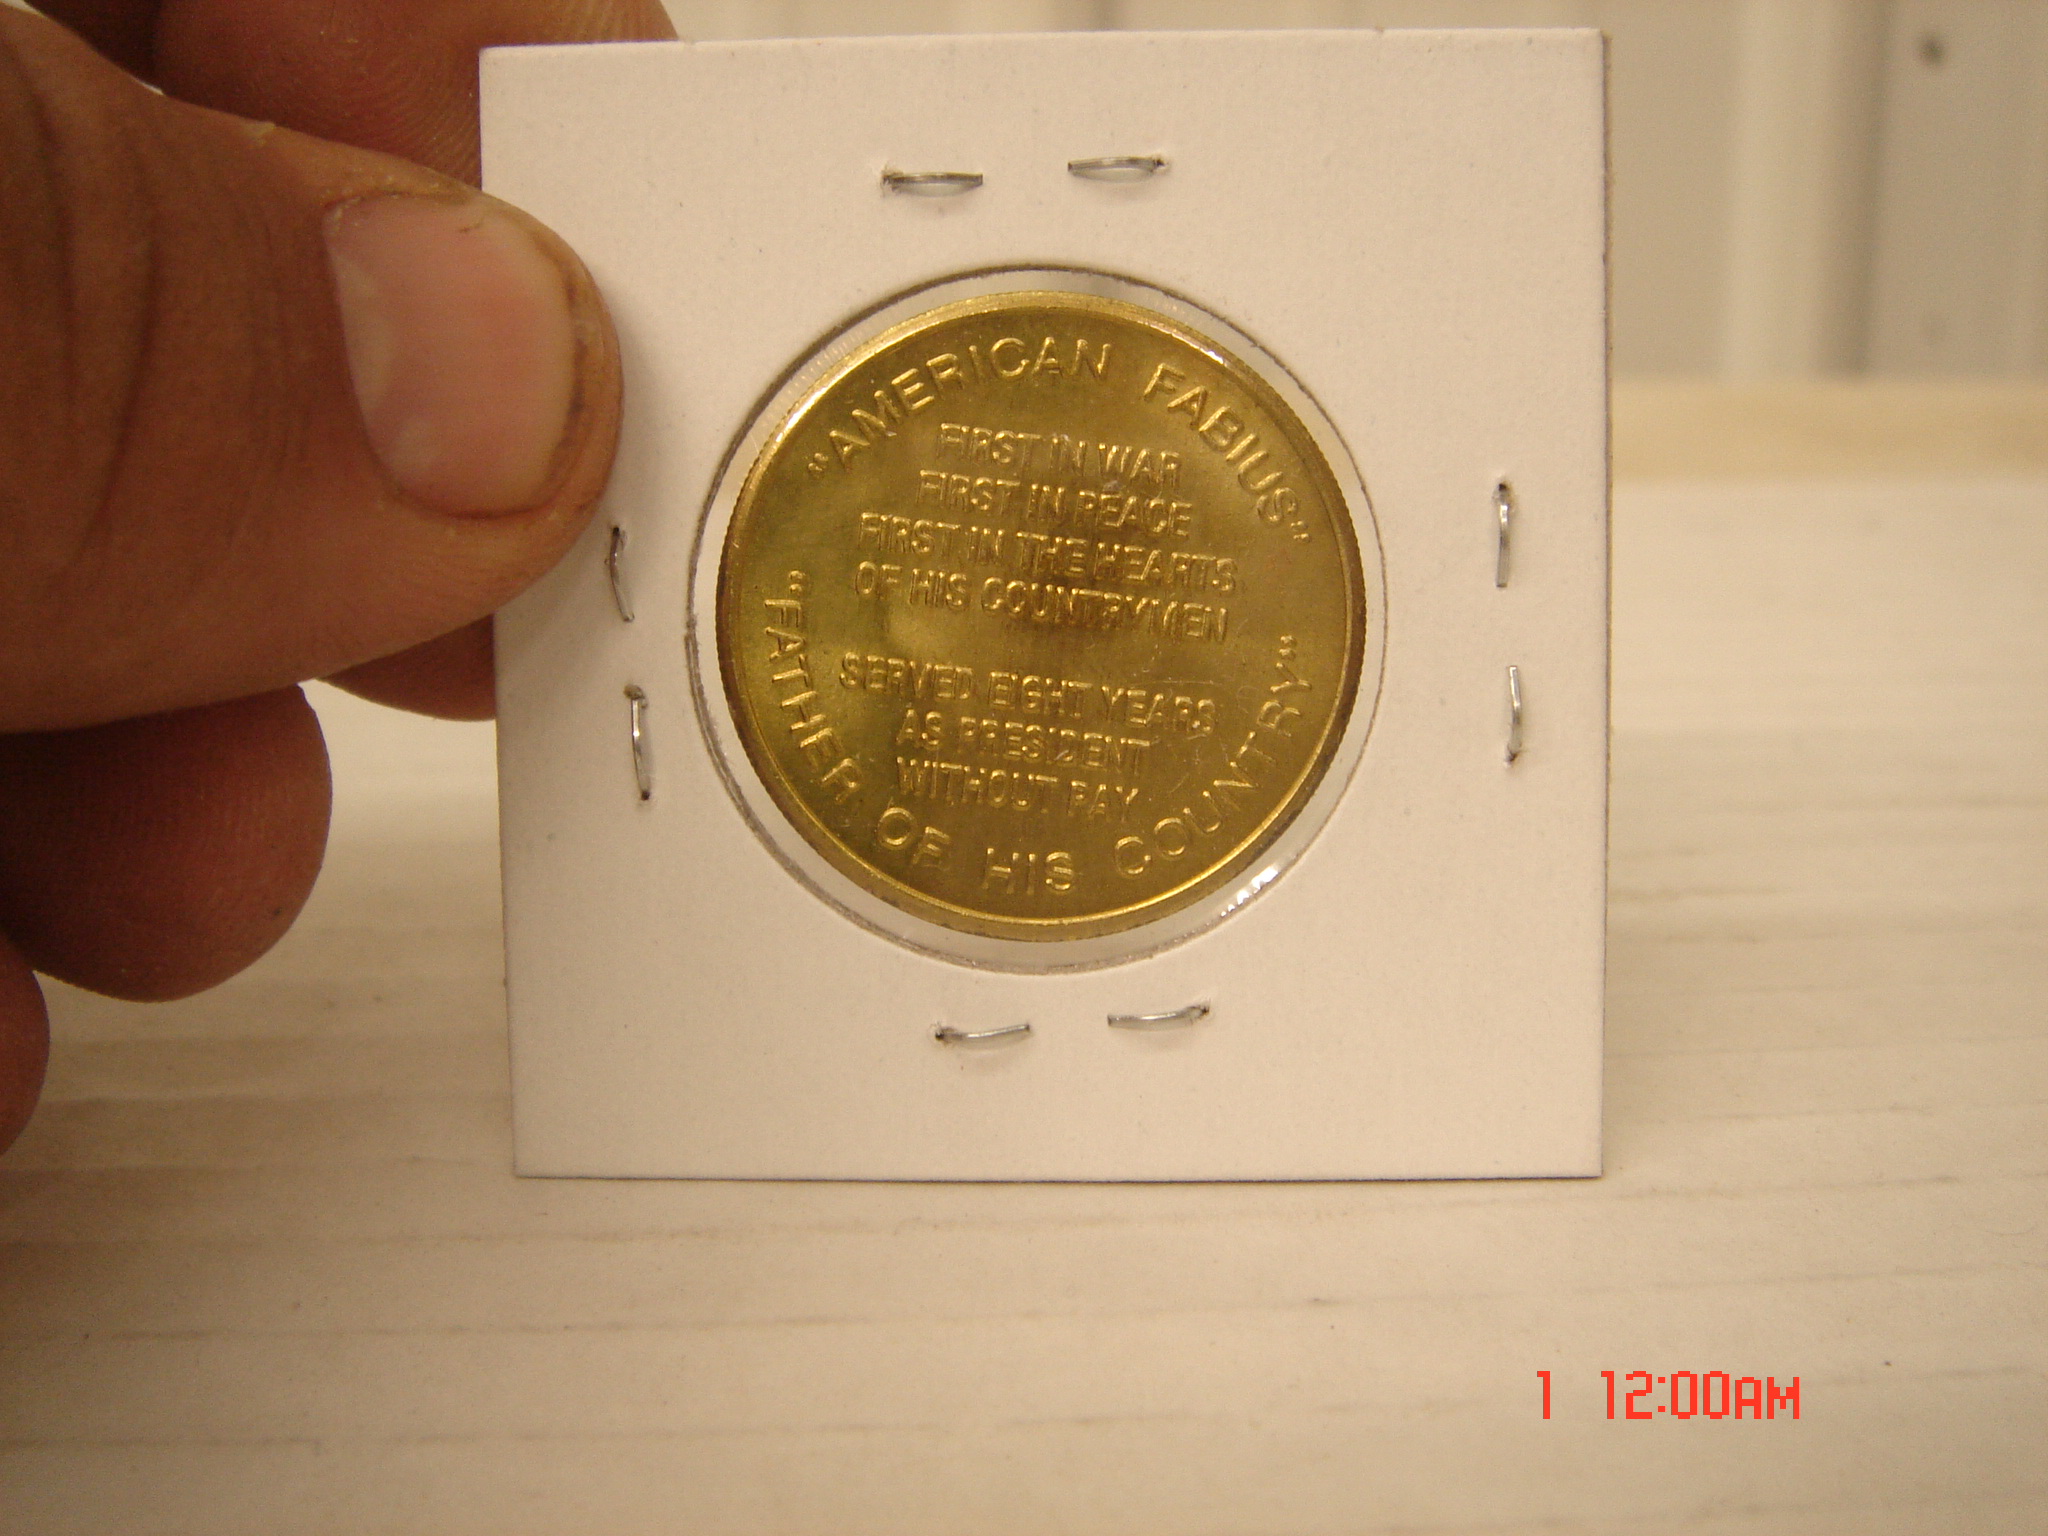 "AMERICAN FABIUS"
FIRST IN WAR
FIRST IN PEACE
FIRST IN THE HEARTS
OF HIS COUNTRYMEN
SERVED EIGHT YEARS
AS PRESIDENT
WITHOUT PAY
"FATHER OF HIS COUNTRY"
1 12:00AM